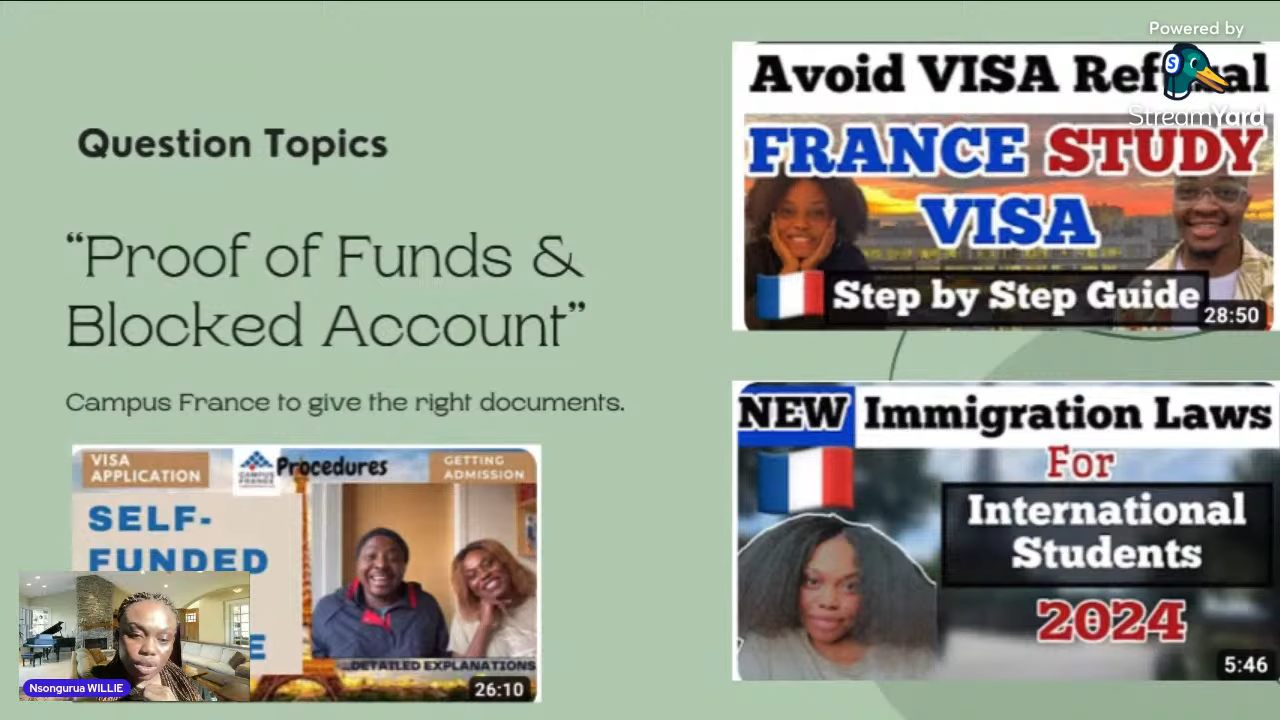 Powered by
StreamYard
Question Topics
“Proof of Funds &
Blocked Account”
Campus France to give the right documents.
VISA
APPLICATION
CAMPUS
FRANCE
Procedures
GETTING
ADMISSION
SELF-
FUNDED
E
...DETAILED EXPLANATIONS
26:10
Nsongurua WILLIE
Avoid VISA Refusal
FRANCE STUDY
VISA
Step by Step Guide
28:50
NEW Immigration Laws
For
International
Students
2024
5:46